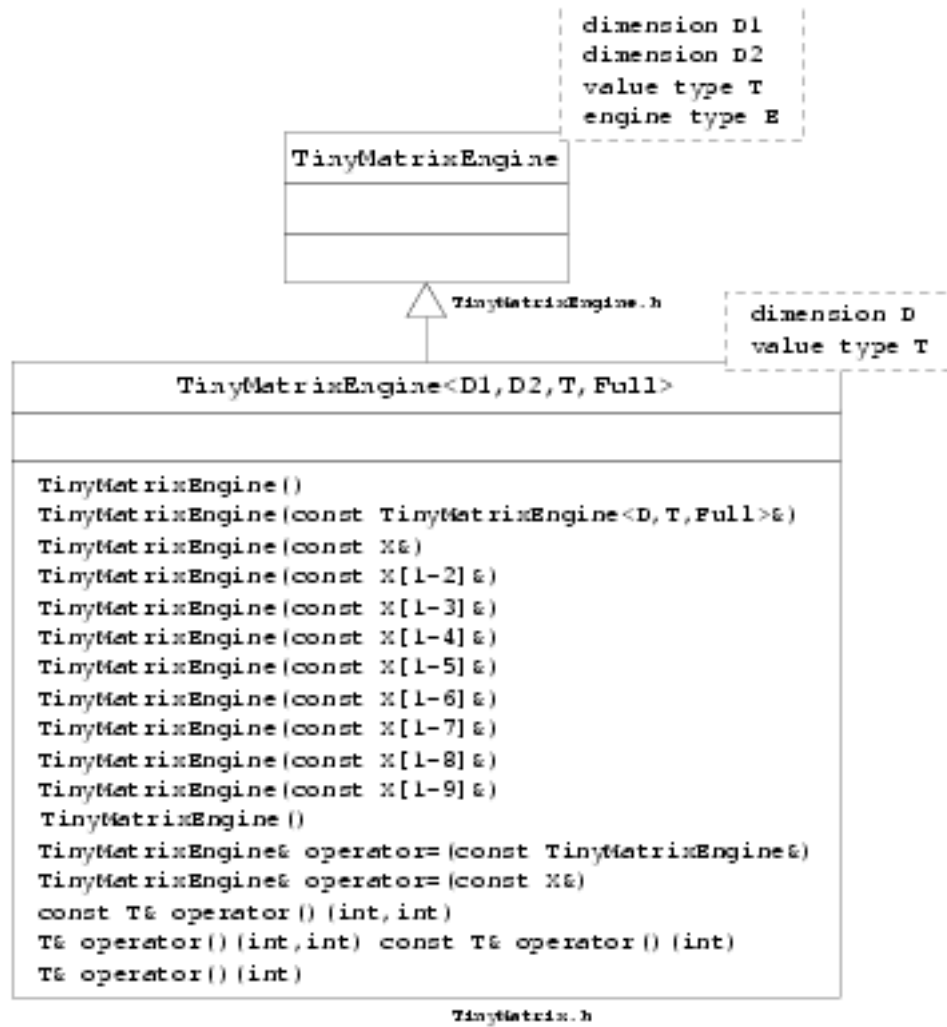 dimension D1
dimension D2
value type T
engine type E
TinyMatrixEngine
TinyMatrixEngine.h
dimension D
value type T
TinyMatrixEngine<D1,D2,T,Full>
TinyMatrixEngine()
TinyMatrixEngine(const TinyMatrixEngine<D,T,Full>&)
TinyMatrixEngine(const X&)
TinyMatrixEngine(const X[1-2]&)
TinyMatrixEngine(const X[1-3]&)
TinyMatrixEngine(const X[1-4]&)
TinyMatrixEngine(const X[1-5]&)
TinyMatrixEngine(const X[1-6]&)
TinyMatrixEngine(const X[1-7]&)
TinyMatrixEngine(const X[1-8]&)
TinyMatrixEngine(const X[1-9]&)
TinyMatrixEngine()
TinyMatrixEngine& operator=(const TinyMatrixEngine&)
TinyMatrixEngine& operator=(const X&)
const T& operator()(int,int)
T& operator()(int,int) const T& operator()(int)
T& operator()(int)
TinyMatrix.h